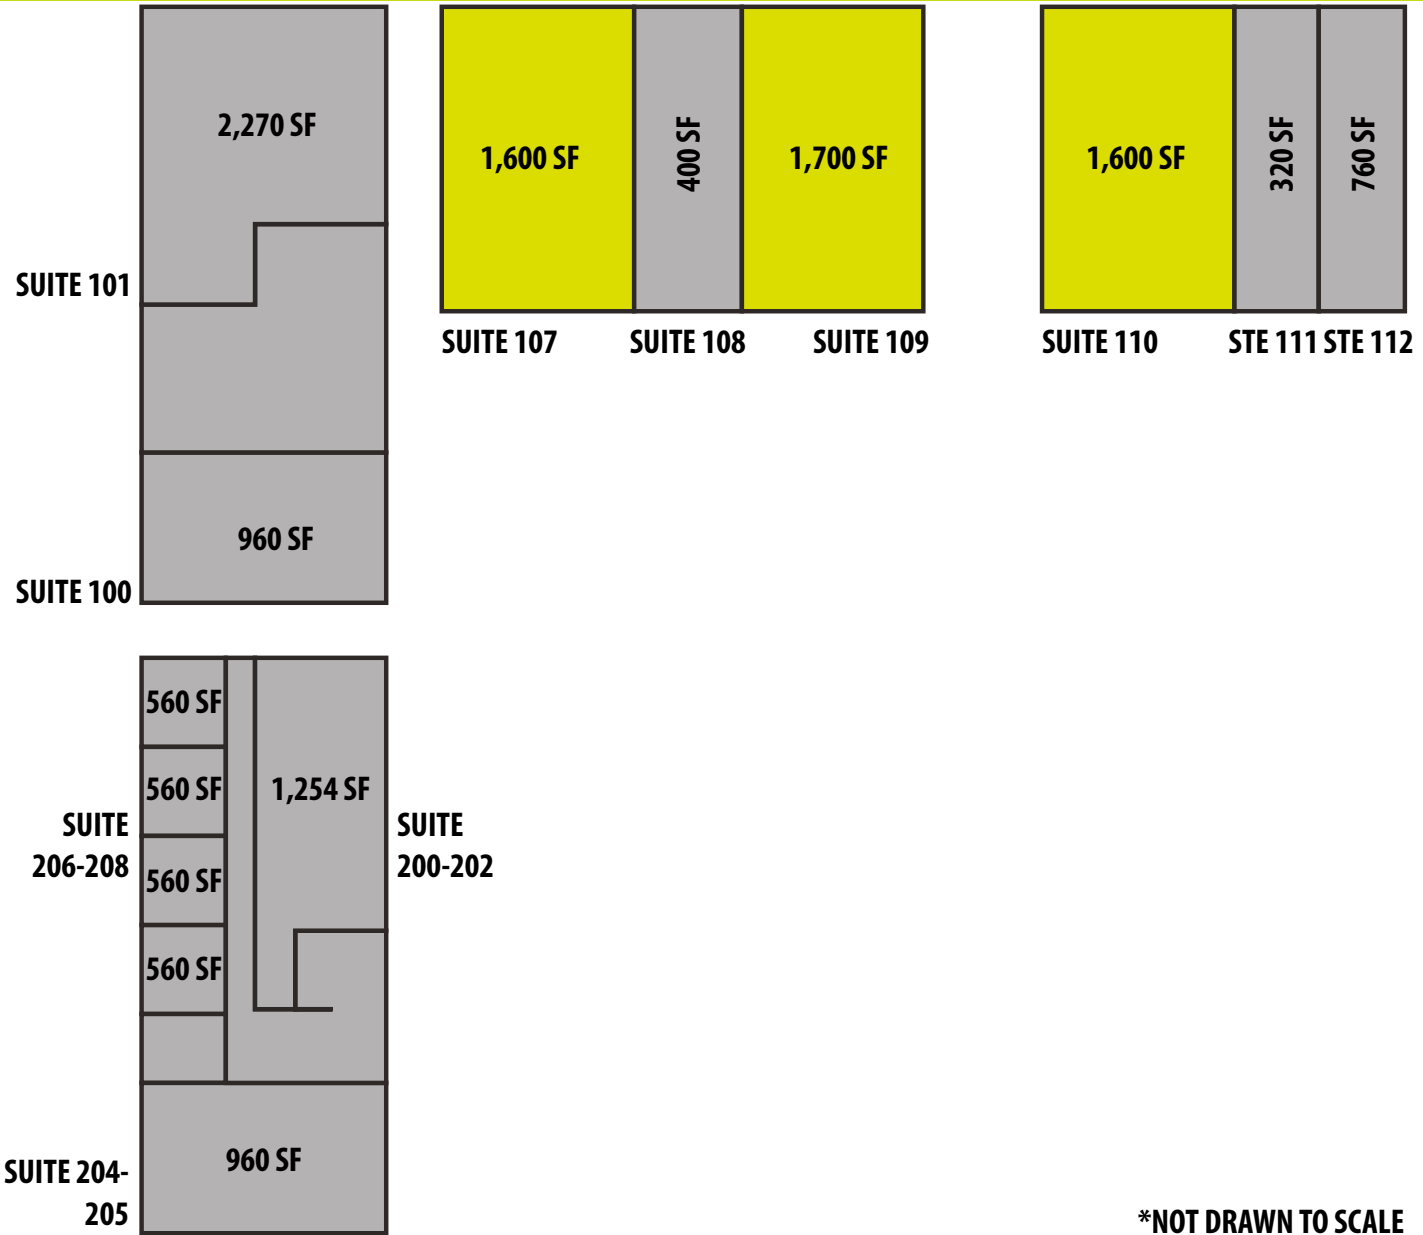 2,270 SF
SUITE 101
960 SF
SUITE 100
1,600 SF
400 SF
1,700 SF
SUITE 107
SUITE 108
SUITE 109
1,600 SF
320 SF
760 SF
SUITE 110
STE 111
STE 112
560 SF
560 SF
560 SF
560 SF
1,254 SF
SUITE
206-208
SUITE
200-202
960 SF
SUITE 204-
205
*NOT DRAWN TO SCALE